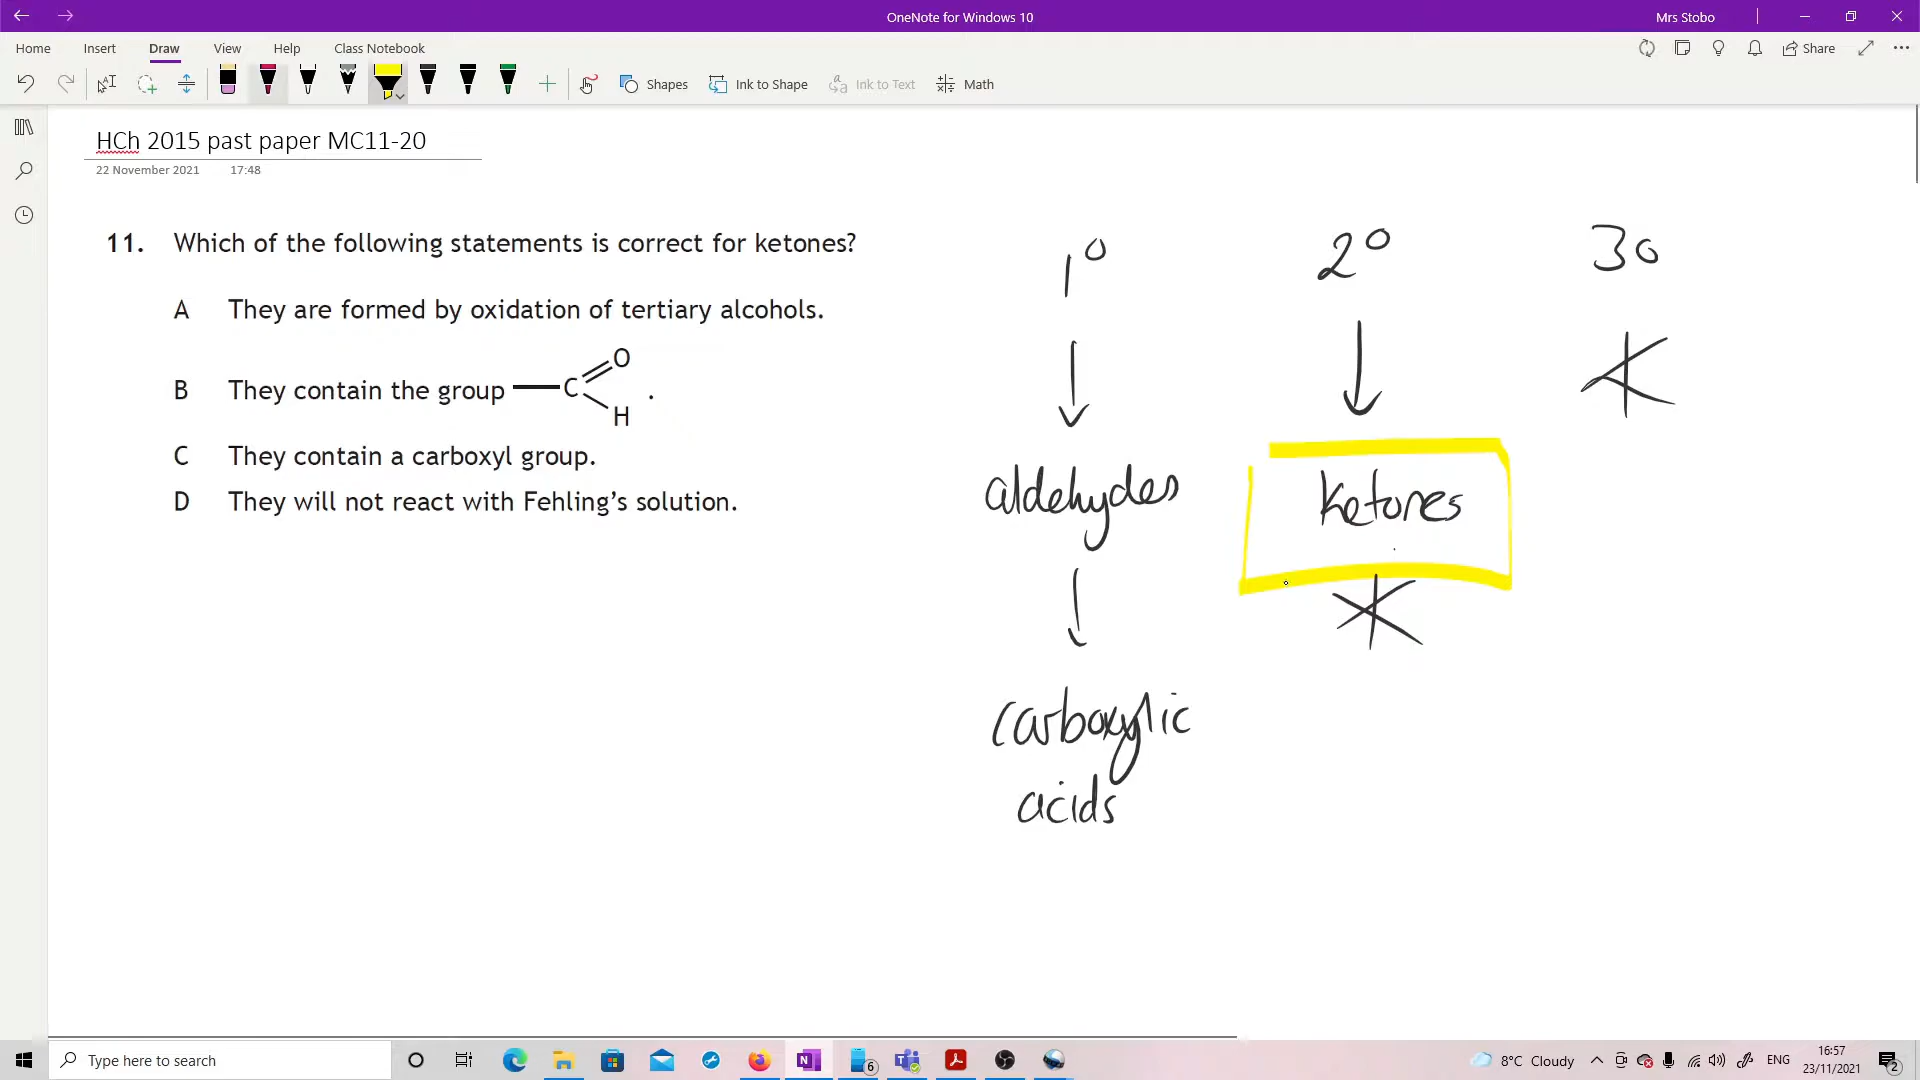 OneNote for Windows 10
Mrs Stobo
Home Insert Draw View Help Class Notebook
Share
Shapes Ink to Shape Ink to Text Math
HCh 2015 past paper MC11-20
22 November 2021 17:48
11. Which of the following statements is correct for ketones?
A They are formed by oxidation of tertiary alcohols.
B They contain the group —C O H .
C They contain a carboxyl group.
D They will not react with Fehling's solution.
1° 2° 3°
aldehydes
Ketones
carboxylic
acids
Type here to search
6
8°C Cloudy
ENG
16:57
23/11/2021
2